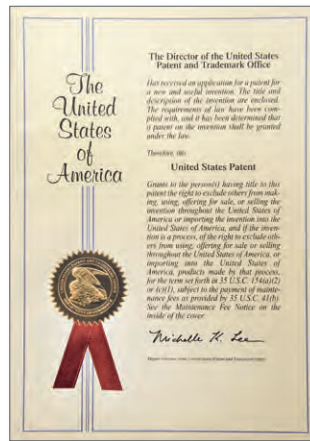 The
United
States
of
America
The Director of the United States
Patent and Trademark Office
Has received an application for a patent for
a new and useful invention. The title and
description of the invention are enclosed.
The requirements of law have been com-
plied with, and it has been determined that
a patent on the invention shall be granted
under the law.
Therefore, this
United States Patent
Grants to the person(s) having title to this
patent the right to exclude others from mak-
ing, using, offering for sale, or selling the
invention throughout the United States of
America or importing the invention into the
United States of America, and if the inven-
tion is a process, of the right to exclude oth-
ers from using, offering for sale or selling
throughout the United States of America, or
importing into the United States of
America, products made by that process,
for the term set forth in 35 U.S.C. 154(a)(2)
or (c)(1), subject to the payment of mainte-
nance fees as provided by 35 U.S.C. 41(b).
See the Maintenance Fee Notice on the
inside of the cover
Michelle K. Lee